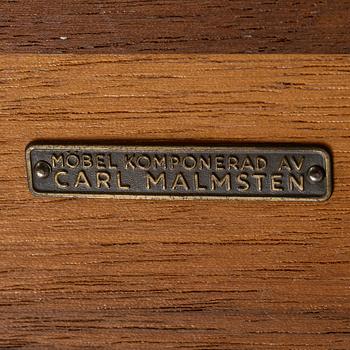 MÖBEL KOMPONERAD AV
CARL MALMSTEN